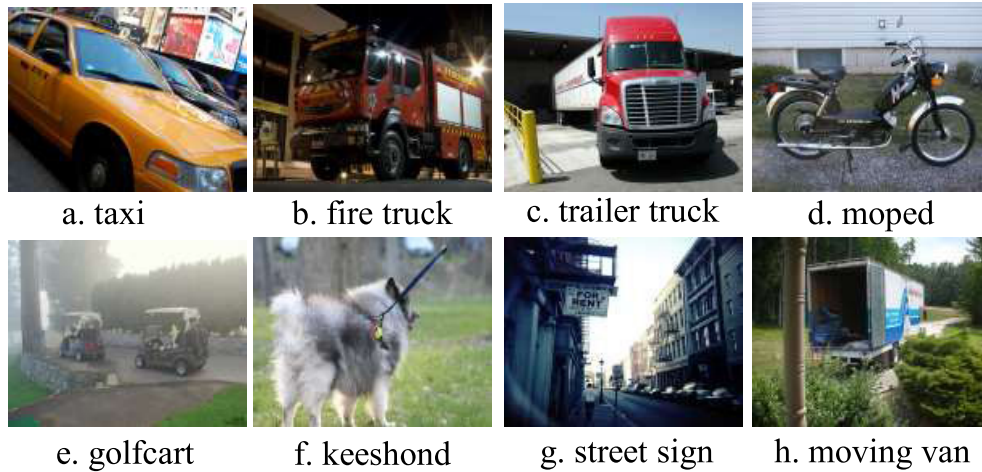 a. taxi
b. fire truck
c. trailer truck
d. moped
FOR
RENT
e. golfcart
f. keeshond
g. street sign
h. moving van